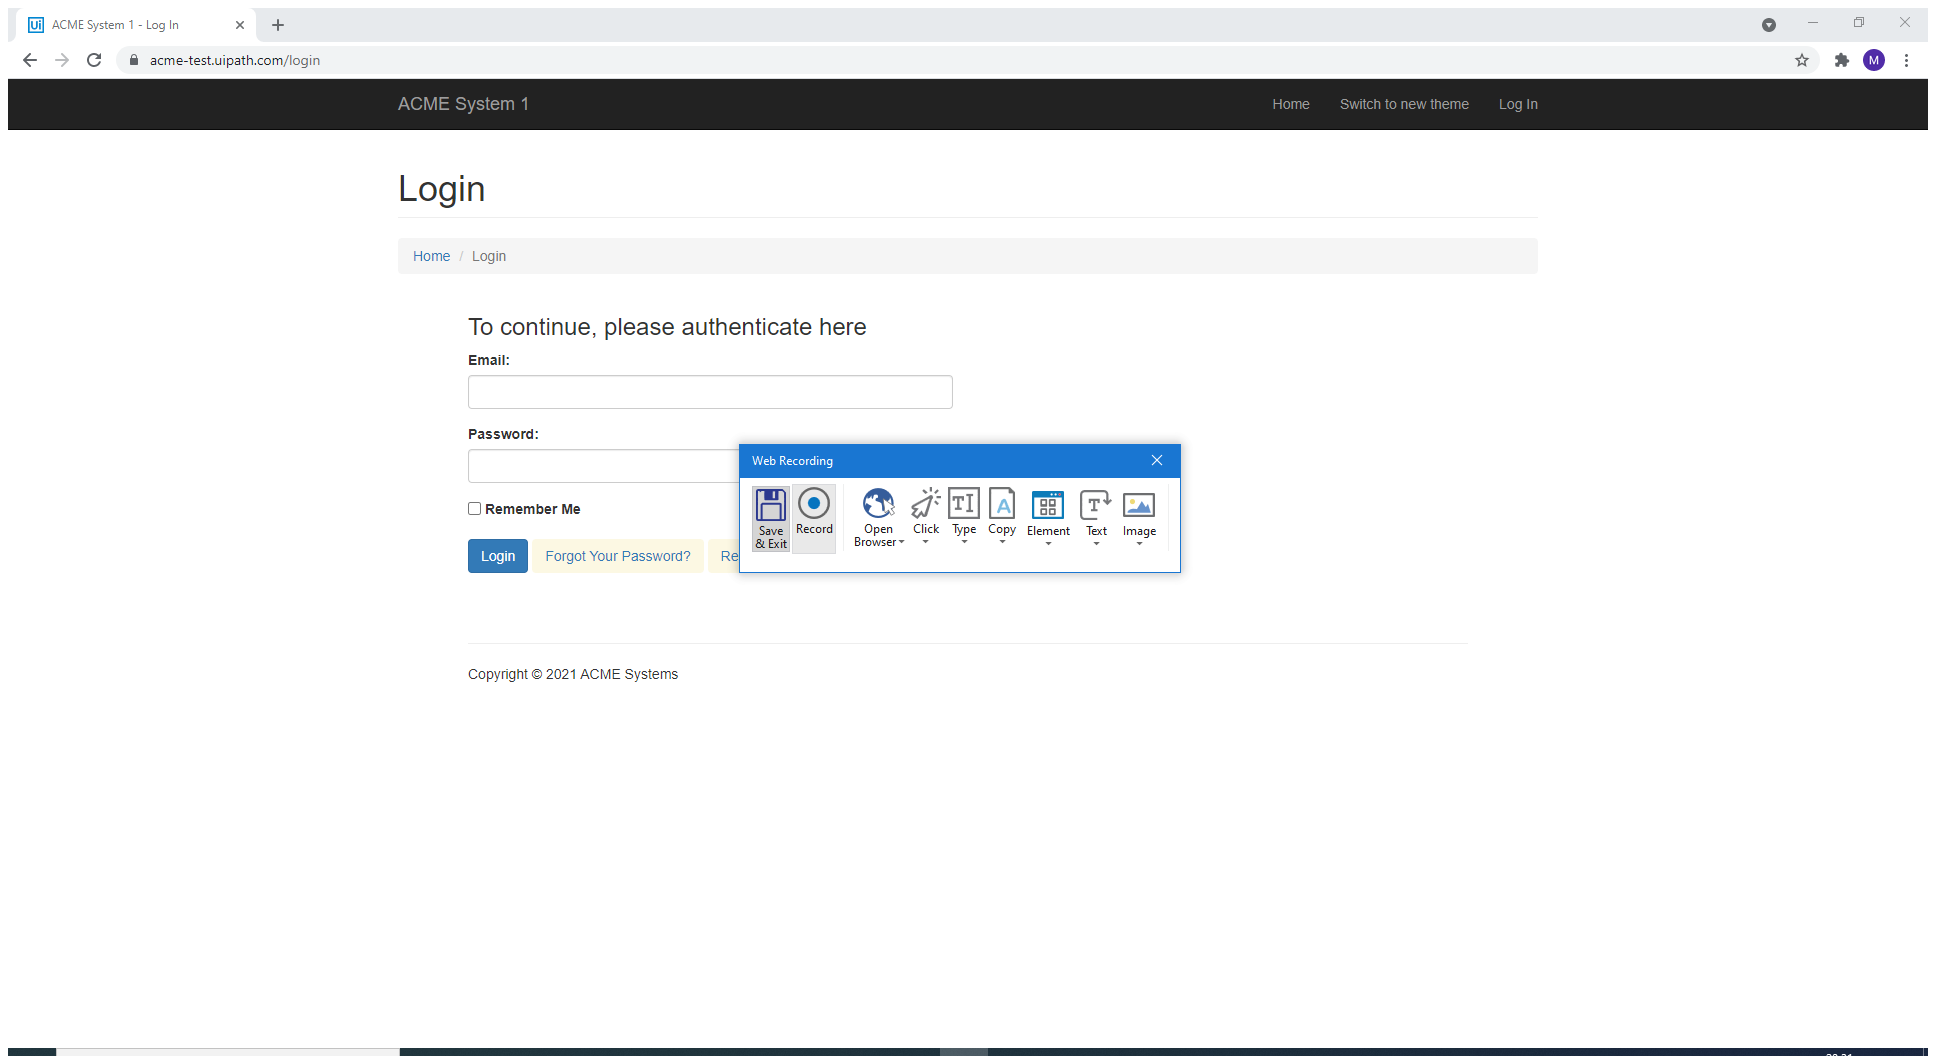 Ui ACME System 1 - Log In
acme-test.uipath.com/login
M
ACME System 1 Home Switch to new theme Log In
Login
Home / Login
To continue, please authenticate here
Email:
Password:
Web Recording
Remember Me
Save & Exit
Record
Open Browser
Click
Type
Copy
Element
Text
Image
Login Forgot Your Password? Re
Copyright © 2021 ACME Systems